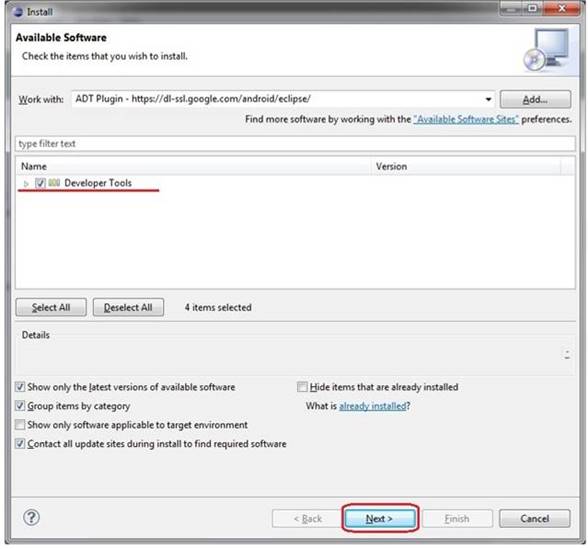 Install
Available Software
Check the items that you wish to install.
Work with: ADT Plugin - https://dl-ssl.google.com/android/eclipse/ Add...
Find more software by working with the "Available Software Sites" preferences.
type filter text
Name Version
Developer Tools
Select All Deselect All 4 items selected
Details
Show only the latest versions of available software Hide items that are already installed
Group items by category What is already installed?
Show only software applicable to target environment
Contact all update sites during install to find required software
? < Back Next > Finish Cancel